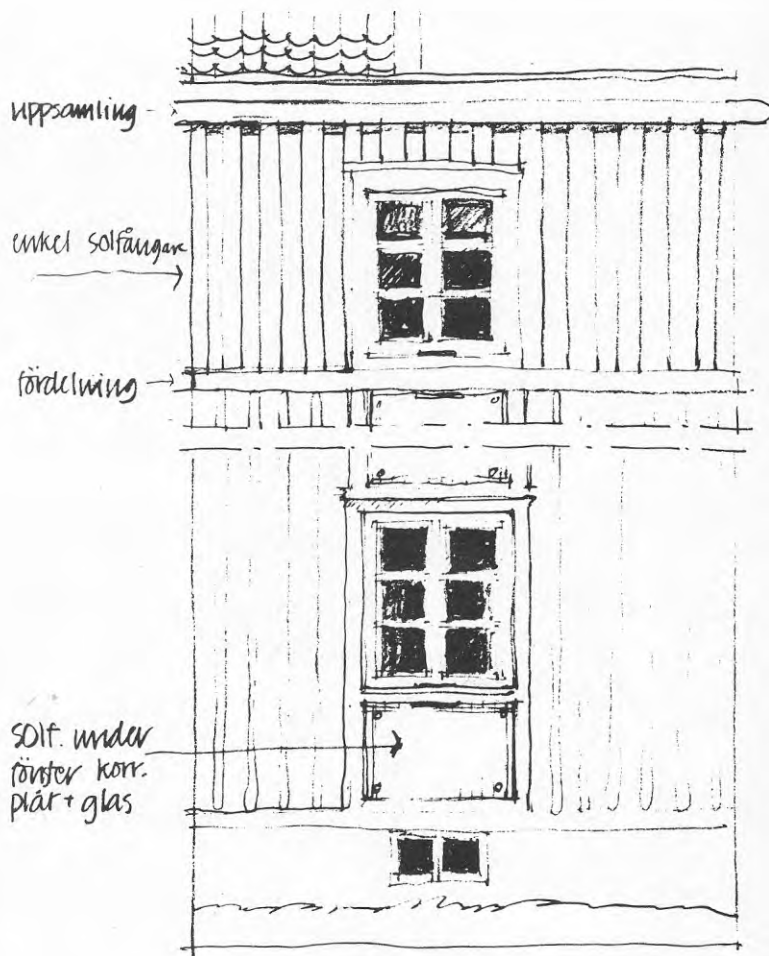 uppsamling
enkel solfångare
fördelning
solf. under
fönster korr.
plåt + glas